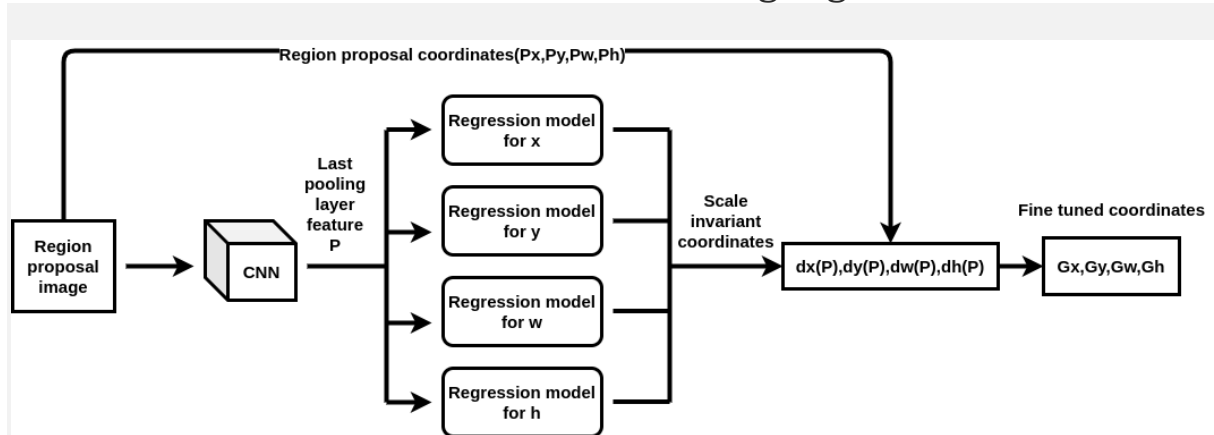 Region proposal coordinates(Px,Py,Pw,Ph)
Region
proposal
image
CNN
Last
pooling
layer
feature
P
Regression model
for x
Regression model
for y
Regression model
for w
Regression model
for h
Scale
invariant
coordinates
dx(P),dy(P),dw(P),dh(P)
Fine tuned coordinates
Gx,Gy,Gw,Gh